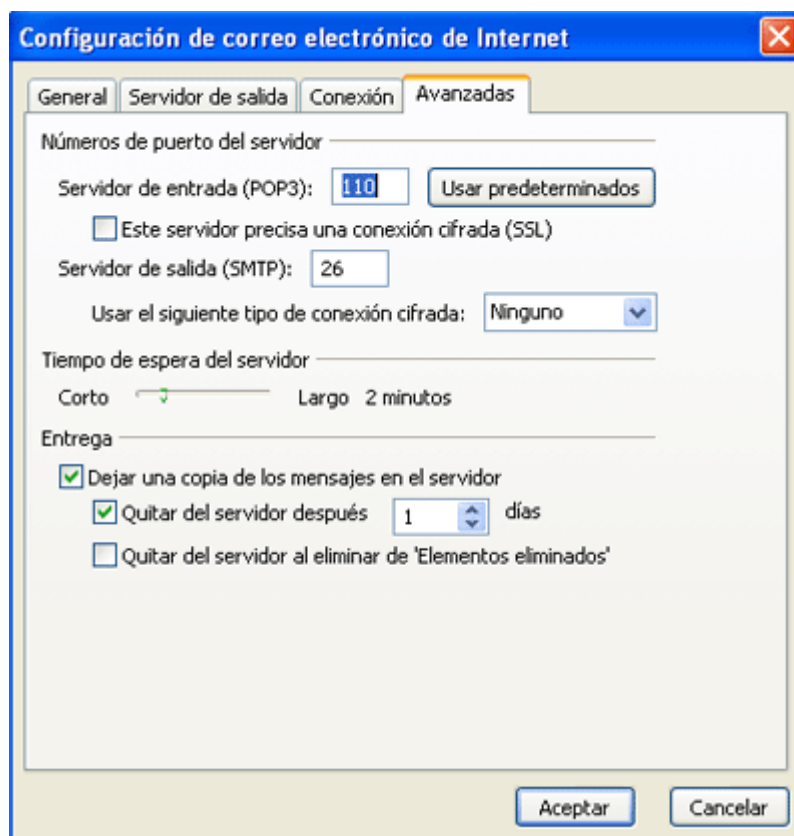 Configuración de correo electrónico de Internet
General Servidor de salida Conexión Avanzadas
Números de puerto del servidor
Servidor de entrada (POP3): 110 Usar predeterminados
Este servidor precisa una conexión cifrada (SSL)
Servidor de salida (SMTP): 26
Usar el siguiente tipo de conexión cifrada: Ninguno
Tiempo de espera del servidor
Corto Largo 2 minutos
Entrega
Dejar una copia de los mensajes en el servidor
Quitar del servidor después 1 días
Quitar del servidor al eliminar de 'Elementos eliminados'
Aceptar Cancelar